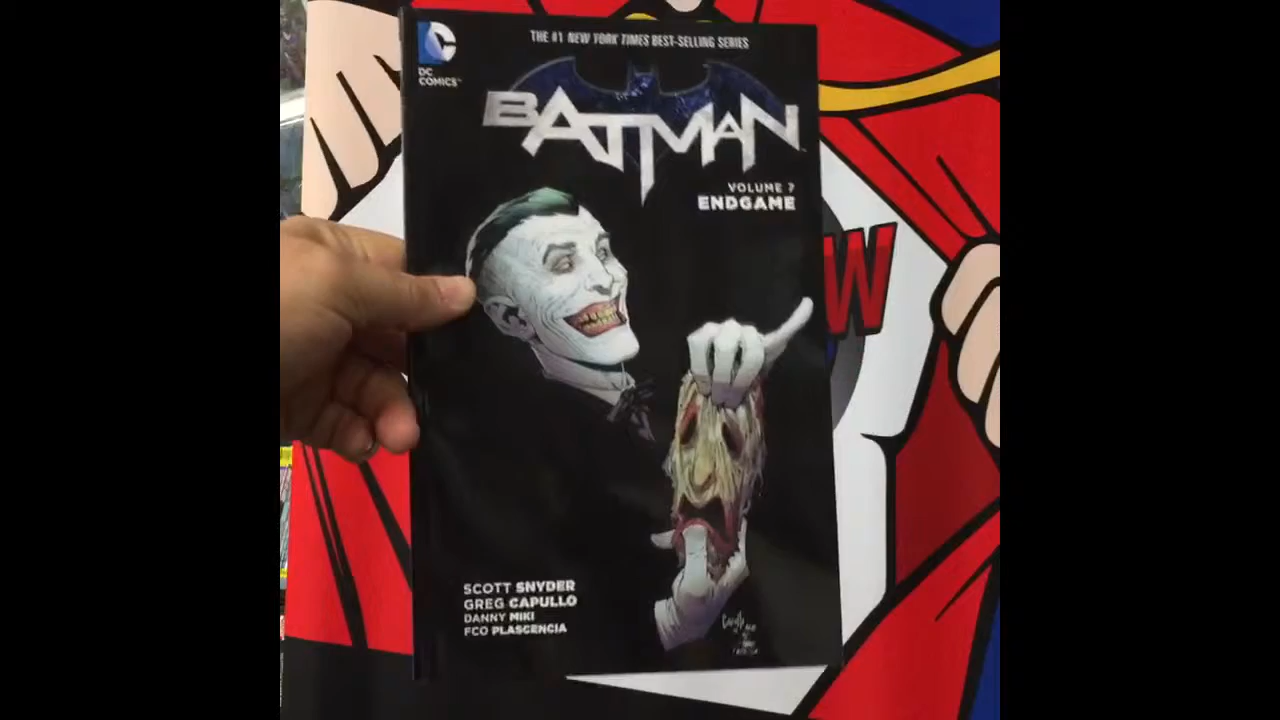 THE #1 NEW YORK TIMES BEST-SELLING SERIES
DC
COMICS™
BATMAN
VOLUME 7
ENDGAME
W
SCOTT SNYDER
GREG CAPULLO
DANNY MIKI
FCO PLASCENCIA